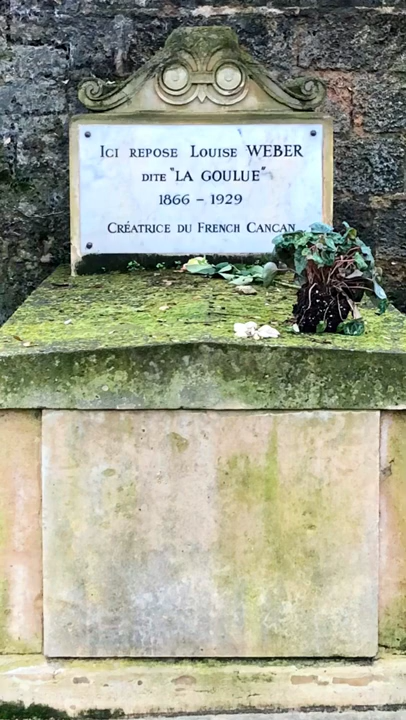 ICI REPOSE LOUISE WEBER
DITE "LA GOULUE"
1866 – 1929
CRÉATRICE DU FRENCH CANCAN